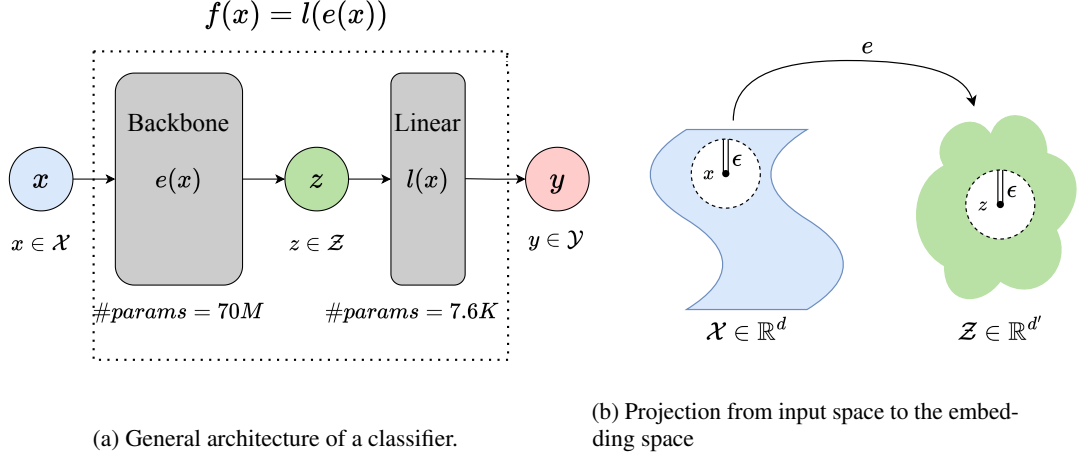 f(x) = l(e(x))
Backbone
e(x)
Linear
l(x)
x
z
y
x ∈ 𝒳
z ∈ 𝒵
y ∈ 𝒴
#params = 70M
#params = 7.6K
(a) General architecture of a classifier.
e
x
ϵ
z
ϵ
𝒳 ∈ ℝ^d
𝒵 ∈ ℝ^{d′}
(b) Projection from input space to the embed-
ding space